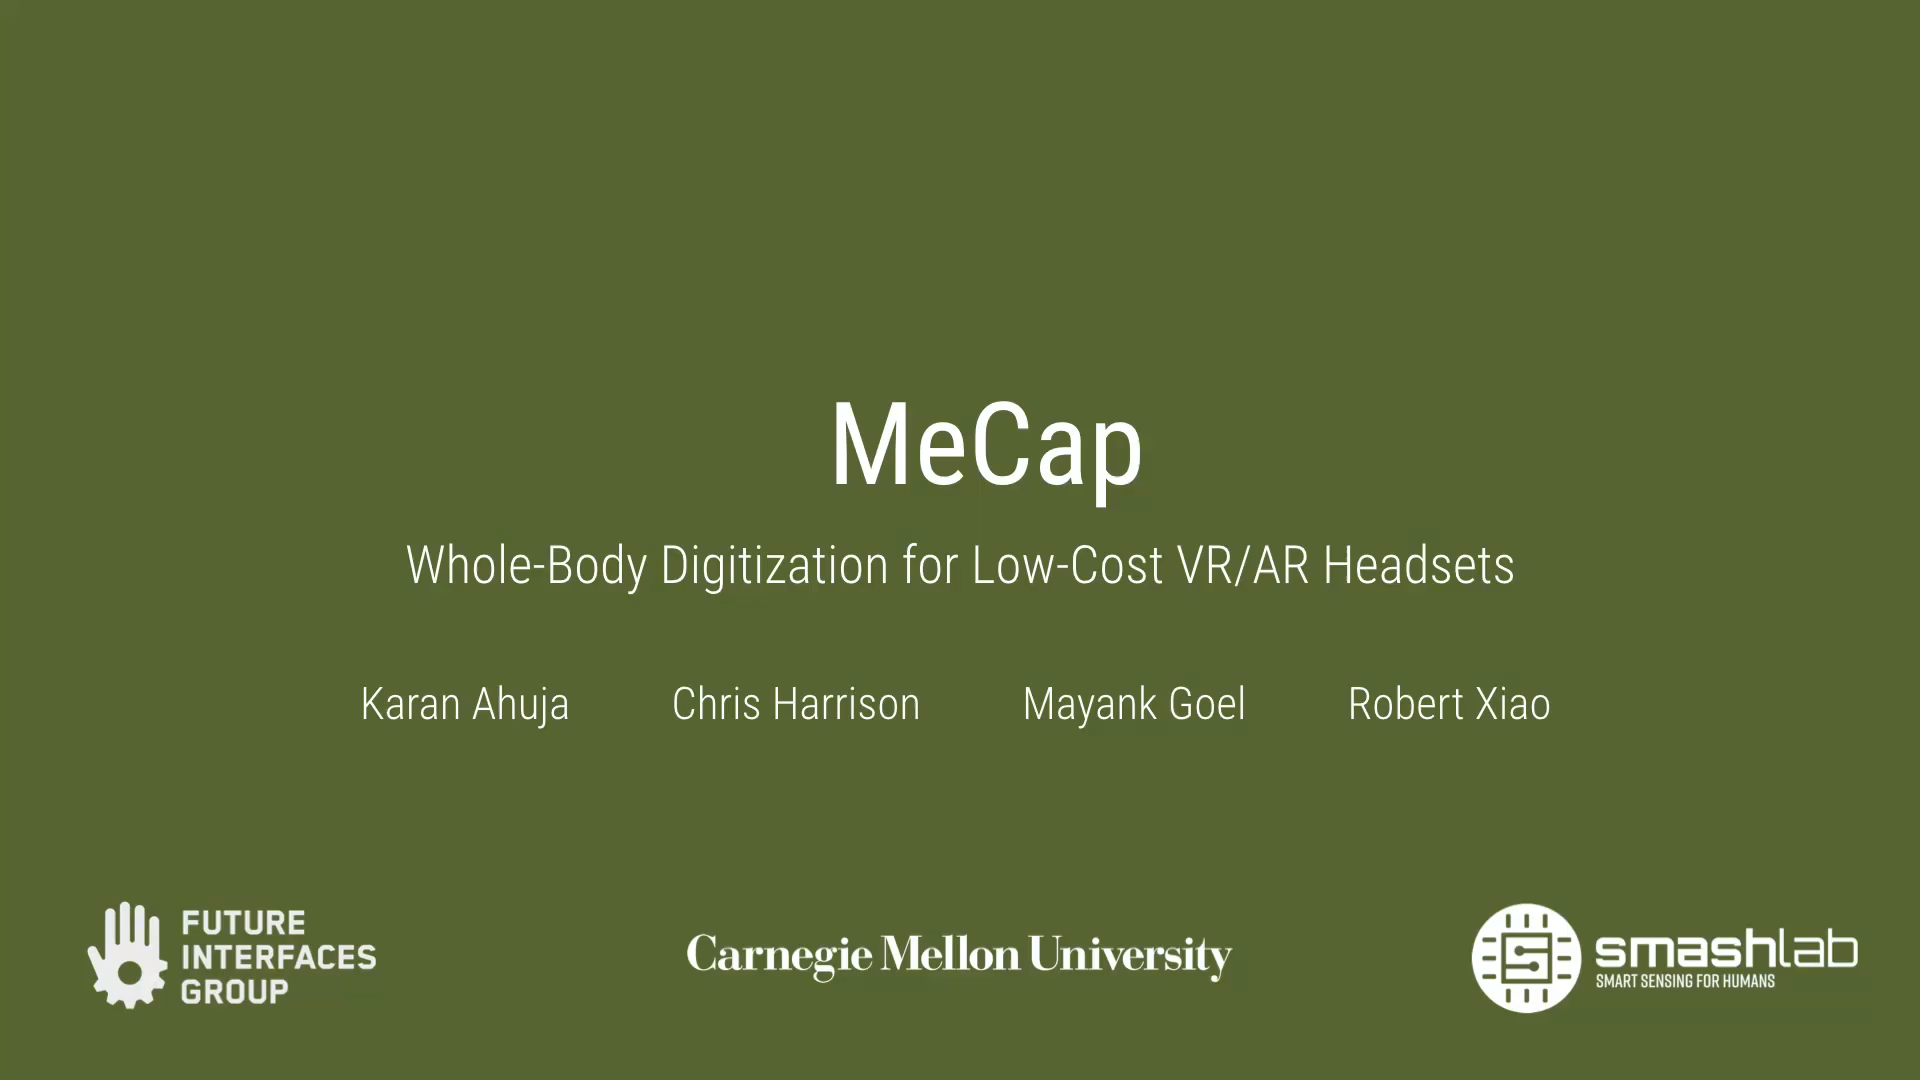 MeCap
Whole-Body Digitization for Low-Cost VR/AR Headsets
Karan Ahuja Chris Harrison Mayank Goel Robert Xiao
FUTURE
INTERFACES
GROUP
Carnegie Mellon University
smashlab
SMART SENSING FOR HUMANS